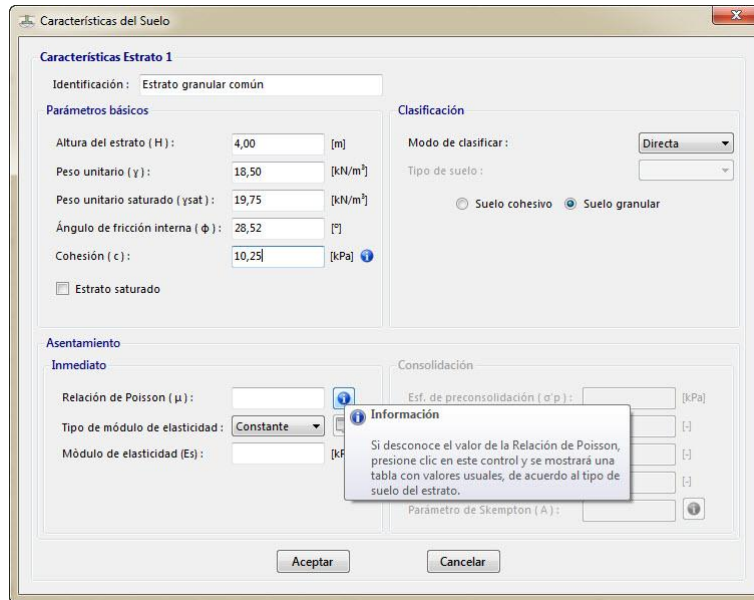 Características del Suelo
Características Estrato 1
Identificación : Estrato granular común
Parámetros básicos
Altura del estrato ( H ) : 4,00 [m]
Peso unitario ( γ ) : 18,50 [kN/m³]
Peso unitario saturado ( γsat ) : 19,75 [kN/m³]
Ángulo de fricción interna ( ϕ ) : 28,52 [º]
Cohesión ( c ) : 10,25 [kPa]
Estrato saturado
Clasificación
Modo de clasificar : Directa
Tipo de suelo :
Suelo cohesivo Suelo granular
Asentamiento
Inmediato
Relación de Poisson ( μ ) :
Tipo de módulo de elasticidad : Constante
Mòdulo de elasticidad (Es) :
Consolidación
Esf. de preconsolidación ( σ'p ) : [kPa]
[-]
[-]
[-]
Parámetro de Skempton ( A ) :
Información
Si desconoce el valor de la Relación de Poisson,
presione clic en este control y se mostrará una
tabla con valores usuales, de acuerdo al tipo de
suelo del estrato.
Aceptar Cancelar